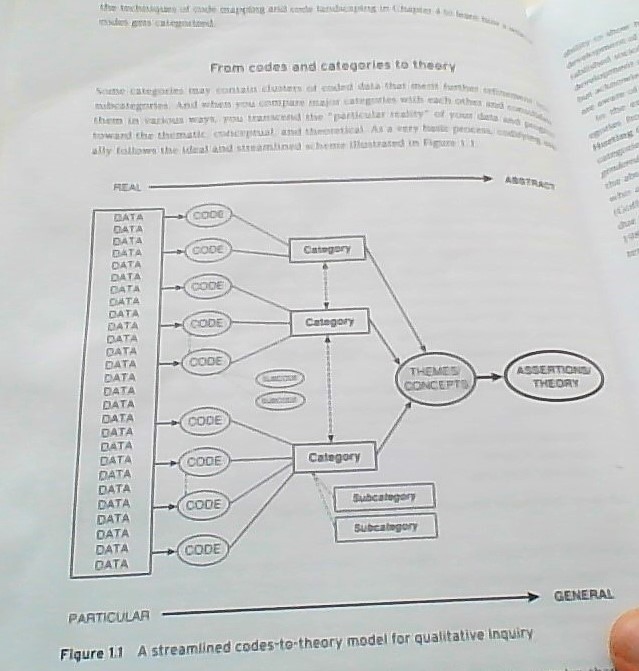 the techniques of code mapping and code landscaping in Chapter 4 to learn how a
codes gets categorized.
From codes and categories to theory
Some categories may contain clusters of coded data that merit further refinement
subcategories. And when you compare major categories with each other and
them in various ways, you transcend the "particular reality" of your data and
toward the thematic, conceptual, and theoretical. As a very basic process, codifying
ally follows the ideal and streamlined scheme illustrated in Figure 1.1.
REAL ABSTRACT
DATA CODE
DATA
DATA
DATA CODE Category
DATA
DATA
DATA CODE
DATA
DATA
DATA CODE Category
DATA
DATA
DATA CODE THEMES/ ASSERTIONS/
DATA SUBCODE CONCEPTS THEORY
DATA
DATA SUBCODE
DATA CODE
DATA
DATA
DATA CODE Category
DATA
DATA Subcategory
DATA CODE
DATA Subcategory
DATA
DATA CODE
DATA
PARTICULAR GENERAL
Figure 1.1 A streamlined codes-to-theory model for qualitative inquiry